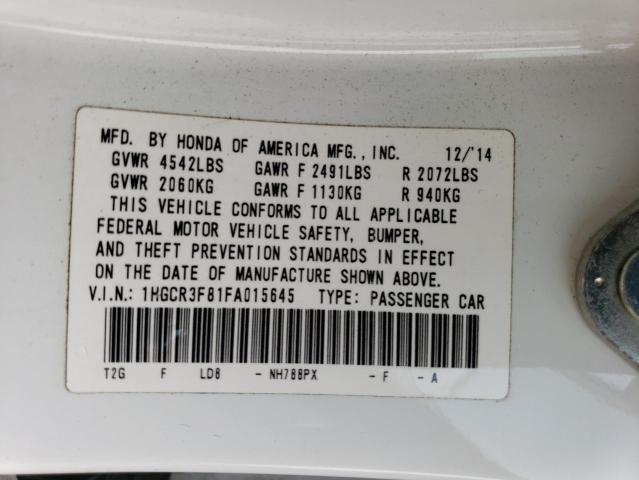 MFD. BY HONDA OF AMERICA MFG., INC. 12/'14
GVWR 4542LBS GAWR F 2491LBS R 2072LBS
GVWR 2060KG GAWR F 1130KG R 940KG
THIS VEHICLE CONFORMS TO ALL APPLICABLE
FEDERAL MOTOR VEHICLE SAFETY, BUMPER,
AND THEFT PREVENTION STANDARDS IN EFFECT
ON THE DATE OF MANUFACTURE SHOWN ABOVE.
V.I.N.: 1HGCR3F81FA015645 TYPE: PASSENGER CAR
T2G F LD8 - NH788PX - F - A